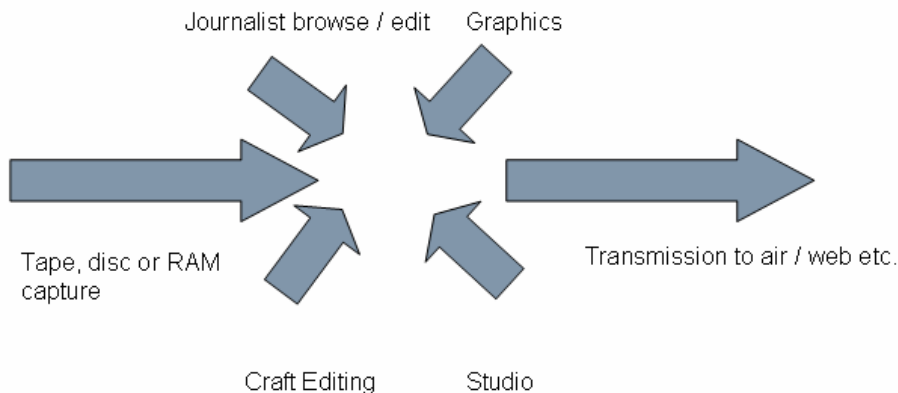 Journalist browse / edit
Graphics
Tape, disc or RAM
capture
Transmission to air / web etc.
Craft Editing
Studio